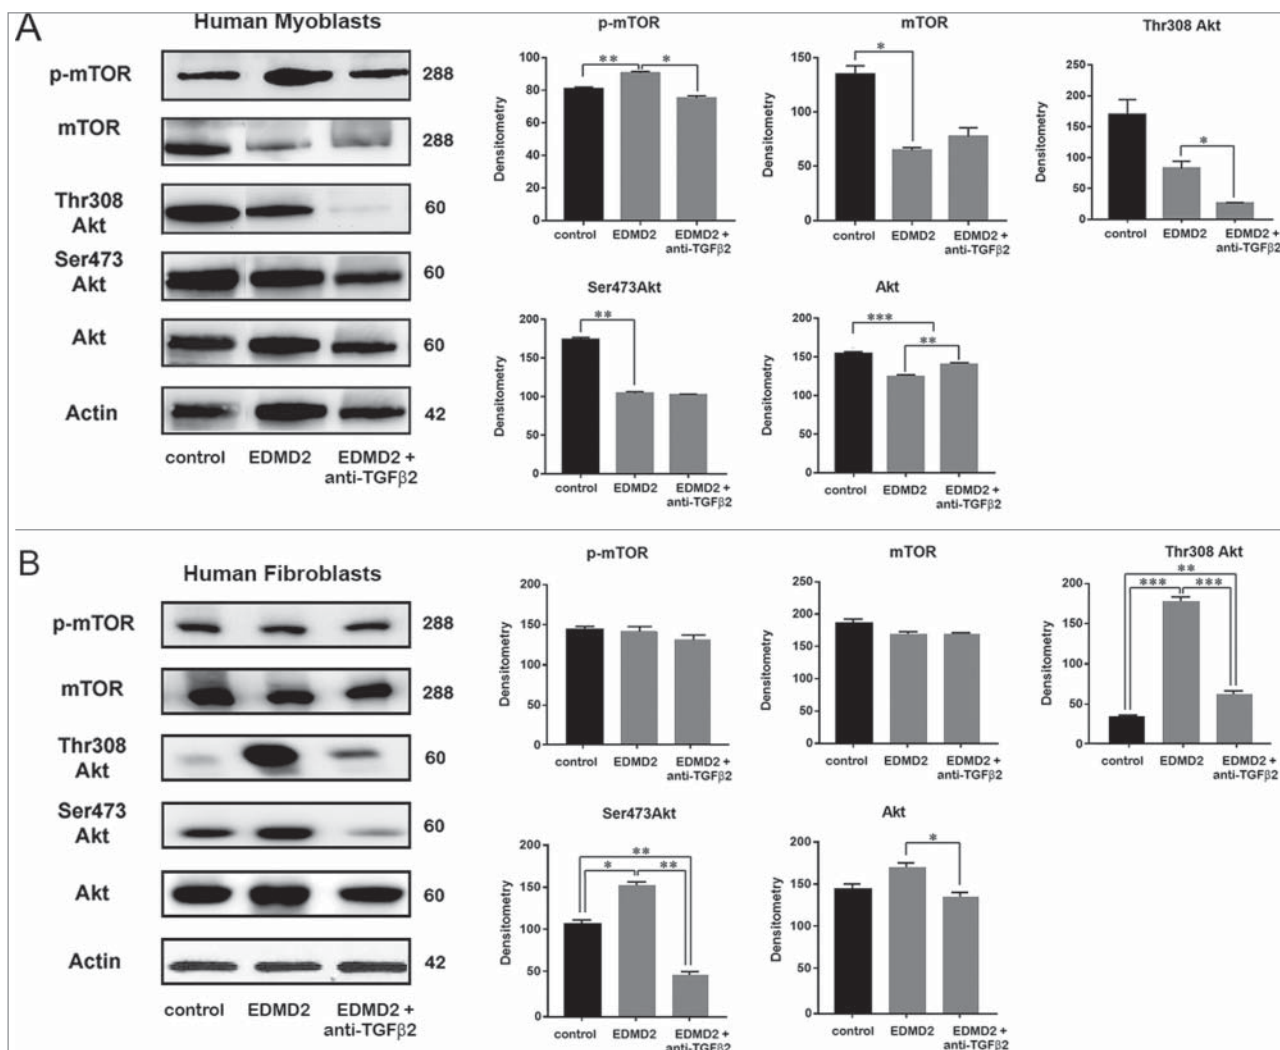 A
Human Myoblasts
p-mTOR
288
mTOR
288
Thr308
Akt
60
Ser473
Akt
60
Akt
60
Actin
42
control
EDMD2
EDMD2 +
anti-TGFβ2
p-mTOR
Densitometry
100
80
60
40
20
0
**
*
control
EDMD2
EDMD2 +
anti-TGFβ2
mTOR
Densitometry
150
100
50
0
*
control
EDMD2
EDMD2 +
anti-TGFβ2
Thr308 Akt
Densitometry
250
200
150
100
50
0
*
control
EDMD2
EDMD2 +
anti-TGFβ2
Ser473Akt
Densitometry
200
150
100
50
0
**
control
EDMD2
EDMD2 +
anti-TGFβ2
Akt
Densitometry
200
150
100
50
0
***
**
control
EDMD2
EDMD2 +
anti-TGFβ2
B
Human Fibroblasts
p-mTOR
288
mTOR
288
Thr308
Akt
60
Ser473
Akt
60
Akt
60
Actin
42
control
EDMD2
EDMD2 +
anti-TGFβ2
p-mTOR
Densitometry
200
150
100
50
0
control
EDMD2
EDMD2 +
anti-TGFβ2
mTOR
Densitometry
250
200
150
100
50
0
control
EDMD2
EDMD2 +
anti-TGFβ2
Thr308 Akt
Densitometry
200
150
100
50
0
**
***
***
control
EDMD2
EDMD2 +
anti-TGFβ2
Ser473Akt
Densitometry
200
150
100
50
0
**
*
**
control
EDMD2
EDMD2 +
anti-TGFβ2
Akt
Densitometry
200
150
100
50
0
*
control
EDMD2
EDMD2 +
anti-TGFβ2